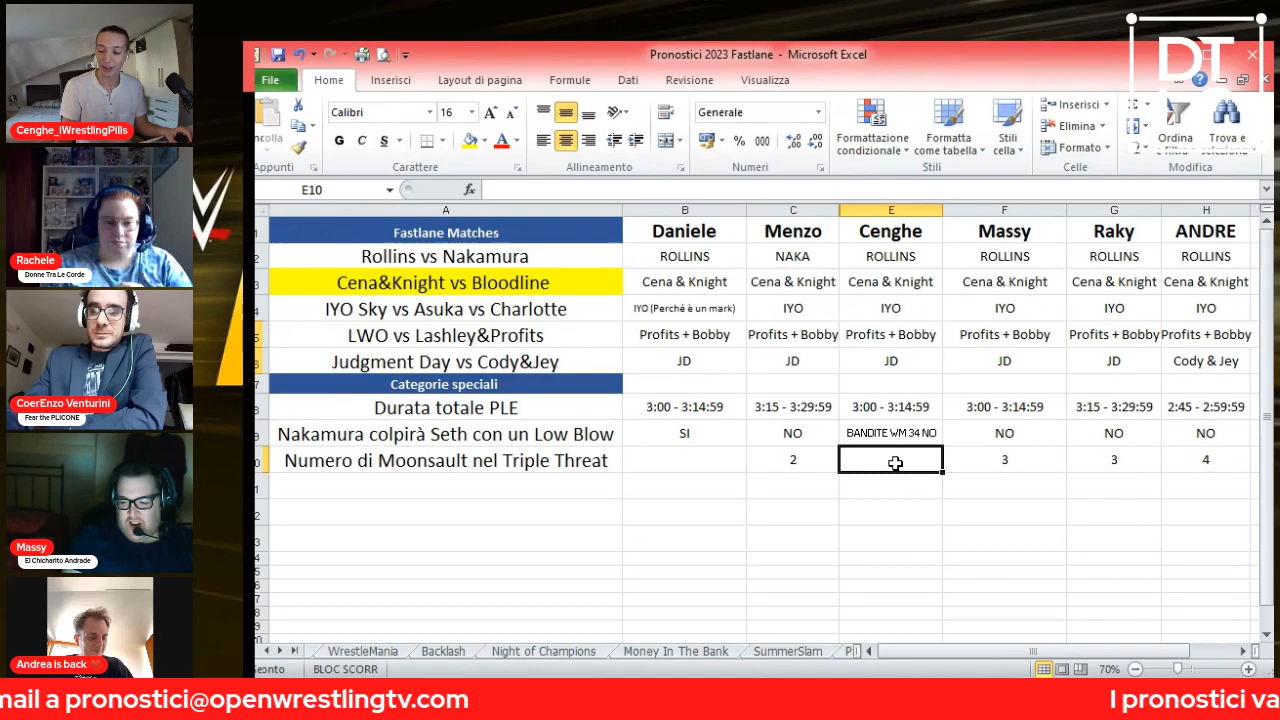 Cenghe_IWrestlingPills
Rachele
Donne Tra Le Corde
CoerEnzo Venturini
Fear the PLICONE
Massy
El Chicharito Andrade
Andrea is back
DT
Pronostici 2023 Fastlane - Microsoft Excel
File Home Inserisci Layout di pagina Formule Dati Revisione Visualizza
Calibri 16 Generale
G C S
% 000
Formattazione condizionale
Formatta come tabella
Stili cella
Inserisci
Elimina
Formato
Ordina
Trova e
Appunti Carattere Allineamento Numeri Stili Celle Modifica
E10 fx
A B C E F G H
Fastlane Matches Daniele Menzo Cenghe Massy Raky ANDRE
Rollins vs Nakamura ROLLINS NAKA ROLLINS ROLLINS ROLLINS ROLLINS
Cena&Knight vs Bloodline Cena & Knight Cena & Knight Cena & Knight Cena & Knight Cena & Knight Cena & Knight
IYO Sky vs Asuka vs Charlotte IYO (Perché è un mark) IYO IYO IYO IYO IYO
LWO vs Lashley&Profits Profits + Bobby Profits + Bobby Profits + Bobby Profits + Bobby Profits + Bobby Profits + Bobby
Judgment Day vs Cody&Jey JD JD JD JD JD Cody & Jey
Categorie speciali
Durata totale PLE 3:00 - 3:14:59 3:15 - 3:29:59 3:00 - 3:14:59 3:00 - 3:14:59 3:15 - 3:29:59 2:45 - 2:59:59
Nakamura colpirà Seth con un Low Blow SI NO BANDITE WM 34 NO NO NO NO
Numero di Moonsault nel Triple Threat 2 3 3 4
WrestleMania Backlash Night of Champions Money In The Bank SummerSlam P
BLOC SCORR 70%
mail a pronostici@openwrestlingtv.com I pronostici va